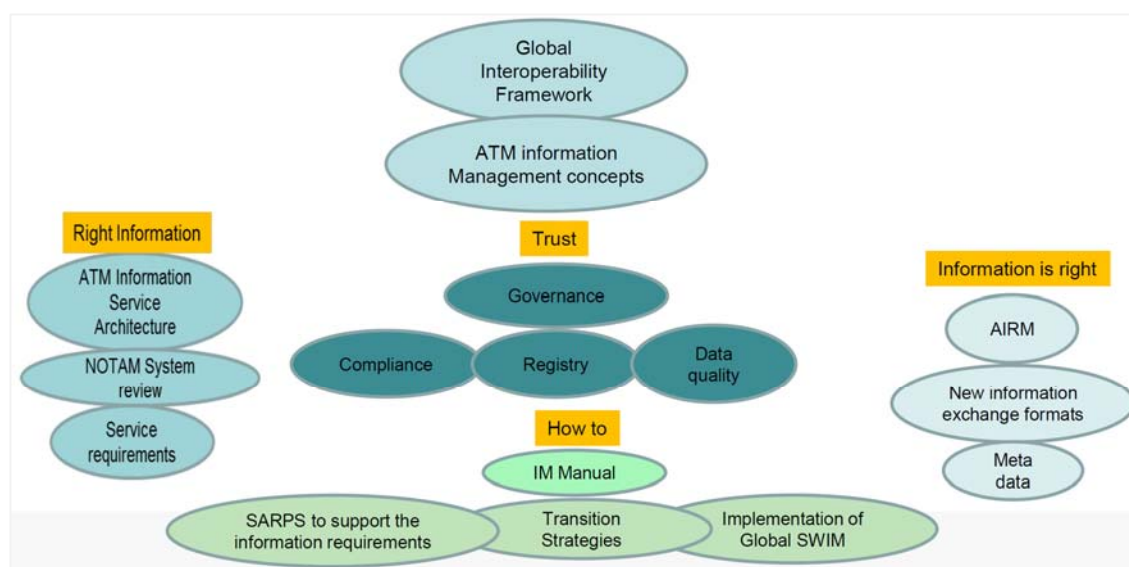 Global
Interoperability
Framework
ATM information
Management concepts
Right Information
ATM Information
Service
Architecture
NOTAM System
review
Service
requirements
Trust
Governance
Compliance
Registry
Data
quality
How to
IM Manual
SARPS to support the
information requirements
Transition
Strategies
Implementation of
Global SWIM
Information is right
AIRM
New information
exchange formats
Meta
data